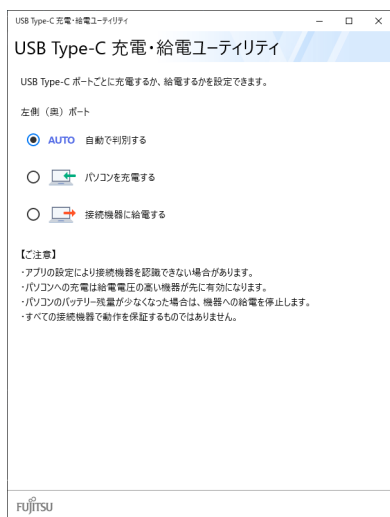 USB Type-C 充電・給電ユーティリティ
USB Type-C 充電・給電ユーティリティ
USB Type-C ポートごとに充電するか、給電するかを設定できます。
左側（奥）ポート
AUTO 自動で判別する
パソコンを充電する
接続機器に給電する
【ご注意】
・アプリの設定により接続機器を認識できない場合があります。
・パソコンへの充電は給電電圧の高い機器が先に有効になります。
・パソコンのバッテリー残量が少なくなった場合は、機器への給電を停止します。
・すべての接続機器で動作を保証するものではありません。
FUJITSU